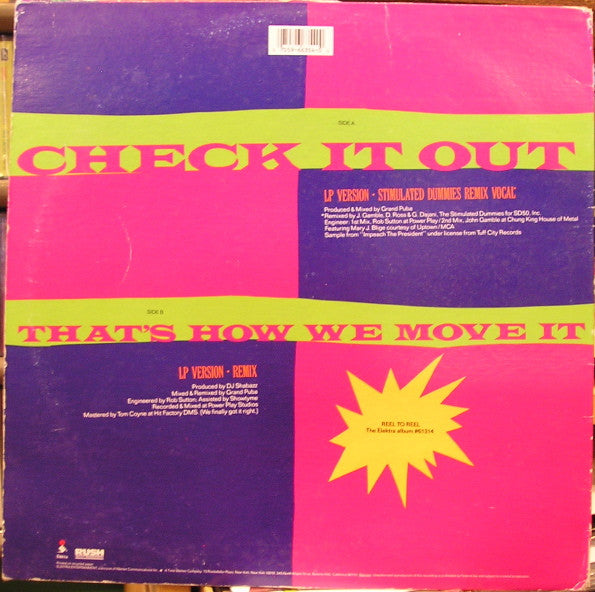 SIDE A
CHECK IT OUT
LP VERSION · STIMULATED DUMMIES REMIX VOCAL
Produced & Mixed by Grand Puba
*Remixed by J. Gamble, D. Ross & G. Dajani, The Stimulated Dummies for SD50, Inc.
Engineer: 1st Mix, Rob Sutton at Power Play/2nd Mix, John Gamble at Chung King House of Metal
Featuring Mary J. Blige courtesy of Uptown/MCA
Sample from "Impeach The President" under license from Tuff City Records
SIDE B
THAT'S HOW WE MOVE IT
LP VERSION · REMIX
Produced by DJ Shabazz
Mixed & Remixed by Grand Puba
Engineered by Rob Sutton, Assisted by Showtyme
Recorded & Mixed at Power Play Studios
Mastered by Tom Coyne at Hit Factory DMS. (We finally got it right.)
REEL TO REEL
The Elektra album #61314
RUSH